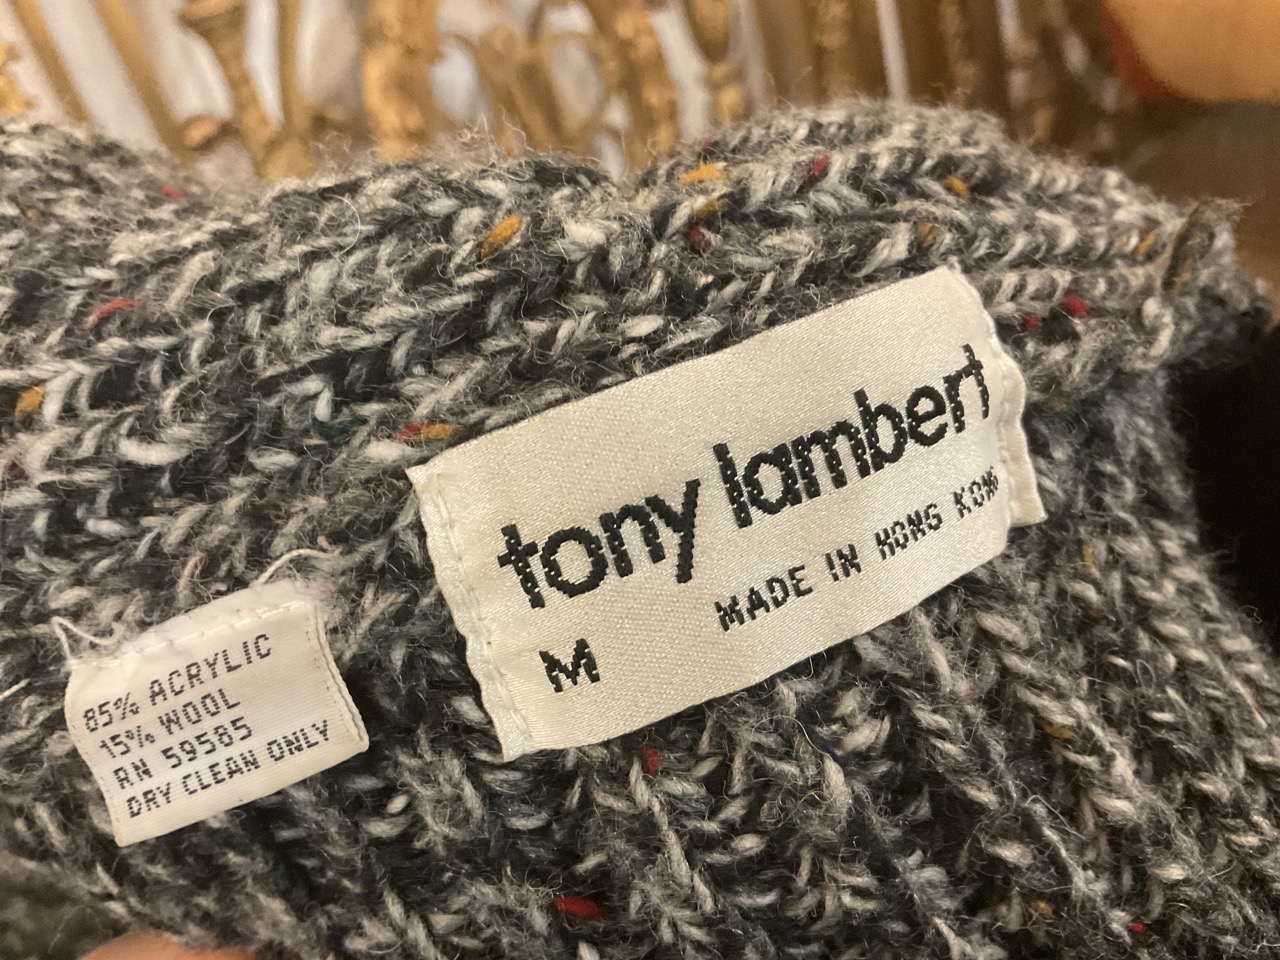 tony lambert
MADE IN HONG KONG
M
85% ACRYLIC
15% WOOL
RN 59585
DRY CLEAN ONLY